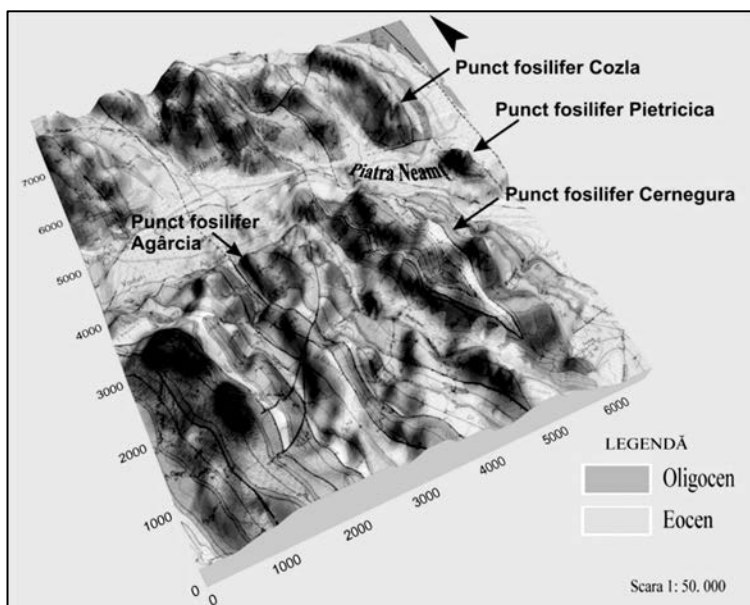 Punct fosilifer Cozla
Punct fosilifer Pietricica
Piatra Neamț
Punct fosilifer Cernegura
Punct fosilifer
Agârcia
7000
6000
5000
4000
3000
2000
1000
0
0
1000
2000
3000
4000
5000
6000
LEGENDĂ
Oligocen
Eocen
Scara 1: 50. 000